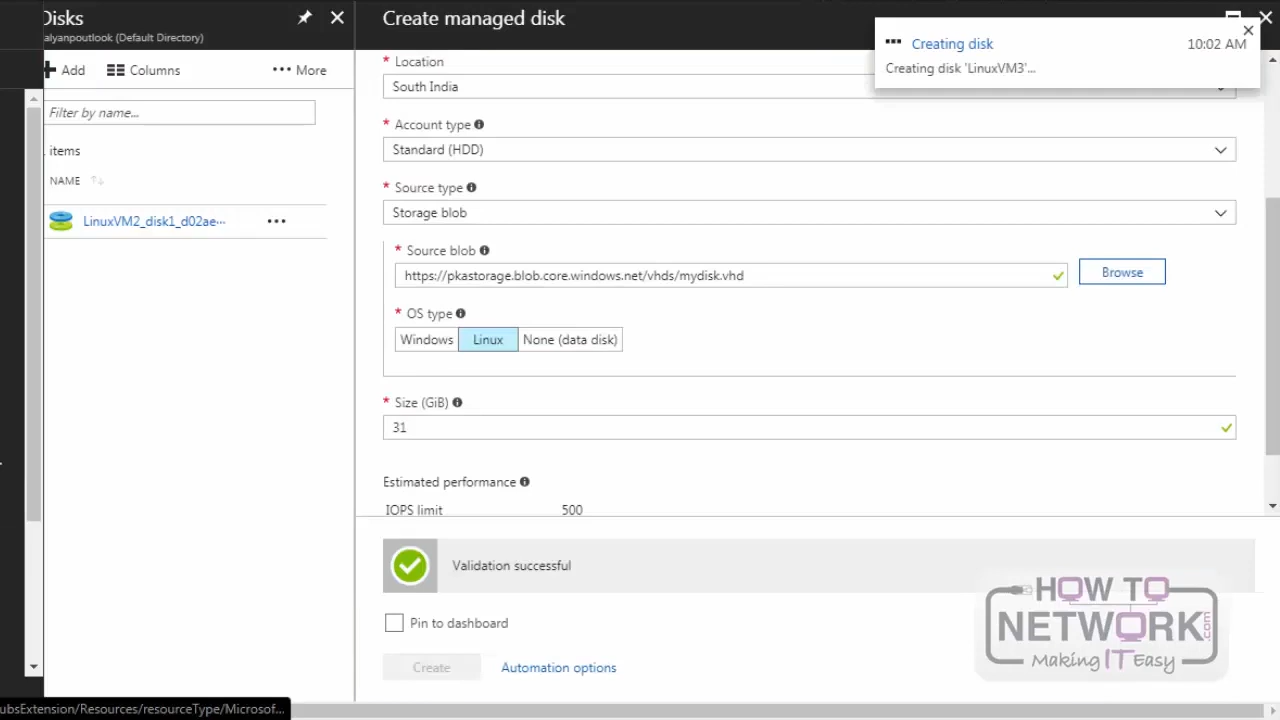 Disks
alyanpoutlook (Default Directory)
Add
Columns
More
Filter by name...
items
NAME
LinuxVM2_disk1_d02ae...
Create managed disk
Creating disk
10:02 AM
Creating disk 'LinuxVM3'...
* Location
South India
* Account type
Standard (HDD)
* Source type
Storage blob
* Source blob
https://pkastorage.blob.core.windows.net/vhds/mydisk.vhd
Browse
* OS type
Windows
Linux
None (data disk)
* Size (GiB)
31
Estimated performance
IOPS limit 500
Validation successful
Pin to dashboard
Create
Automation options
HOW TO
NETWORK.com
Making IT Easy
ubsExtension/Resources/resourceType/Microsof...